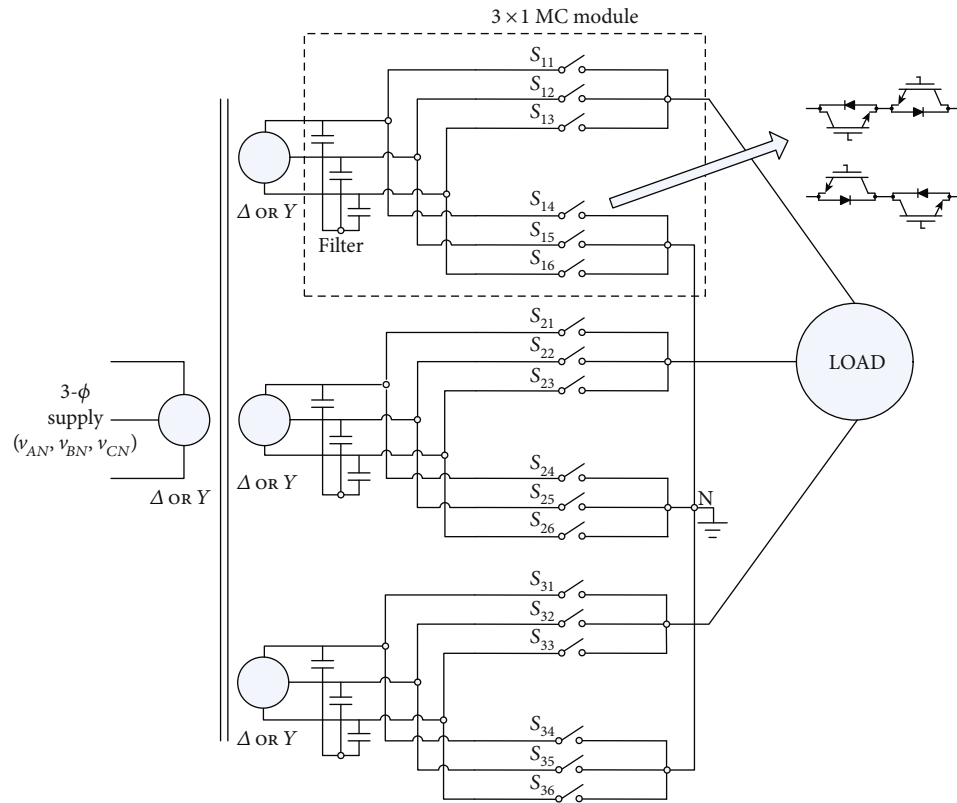 3 × 1 MC module
S11
S12
S13
S14
S15
S16
Δ OR Y
Filter
S21
S22
S23
LOAD
3-ϕ
supply
(vAN, vBN, vCN)
Δ OR Y
Δ OR Y
S24
S25
S26
N
S31
S32
S33
S34
S35
S36
Δ OR Y